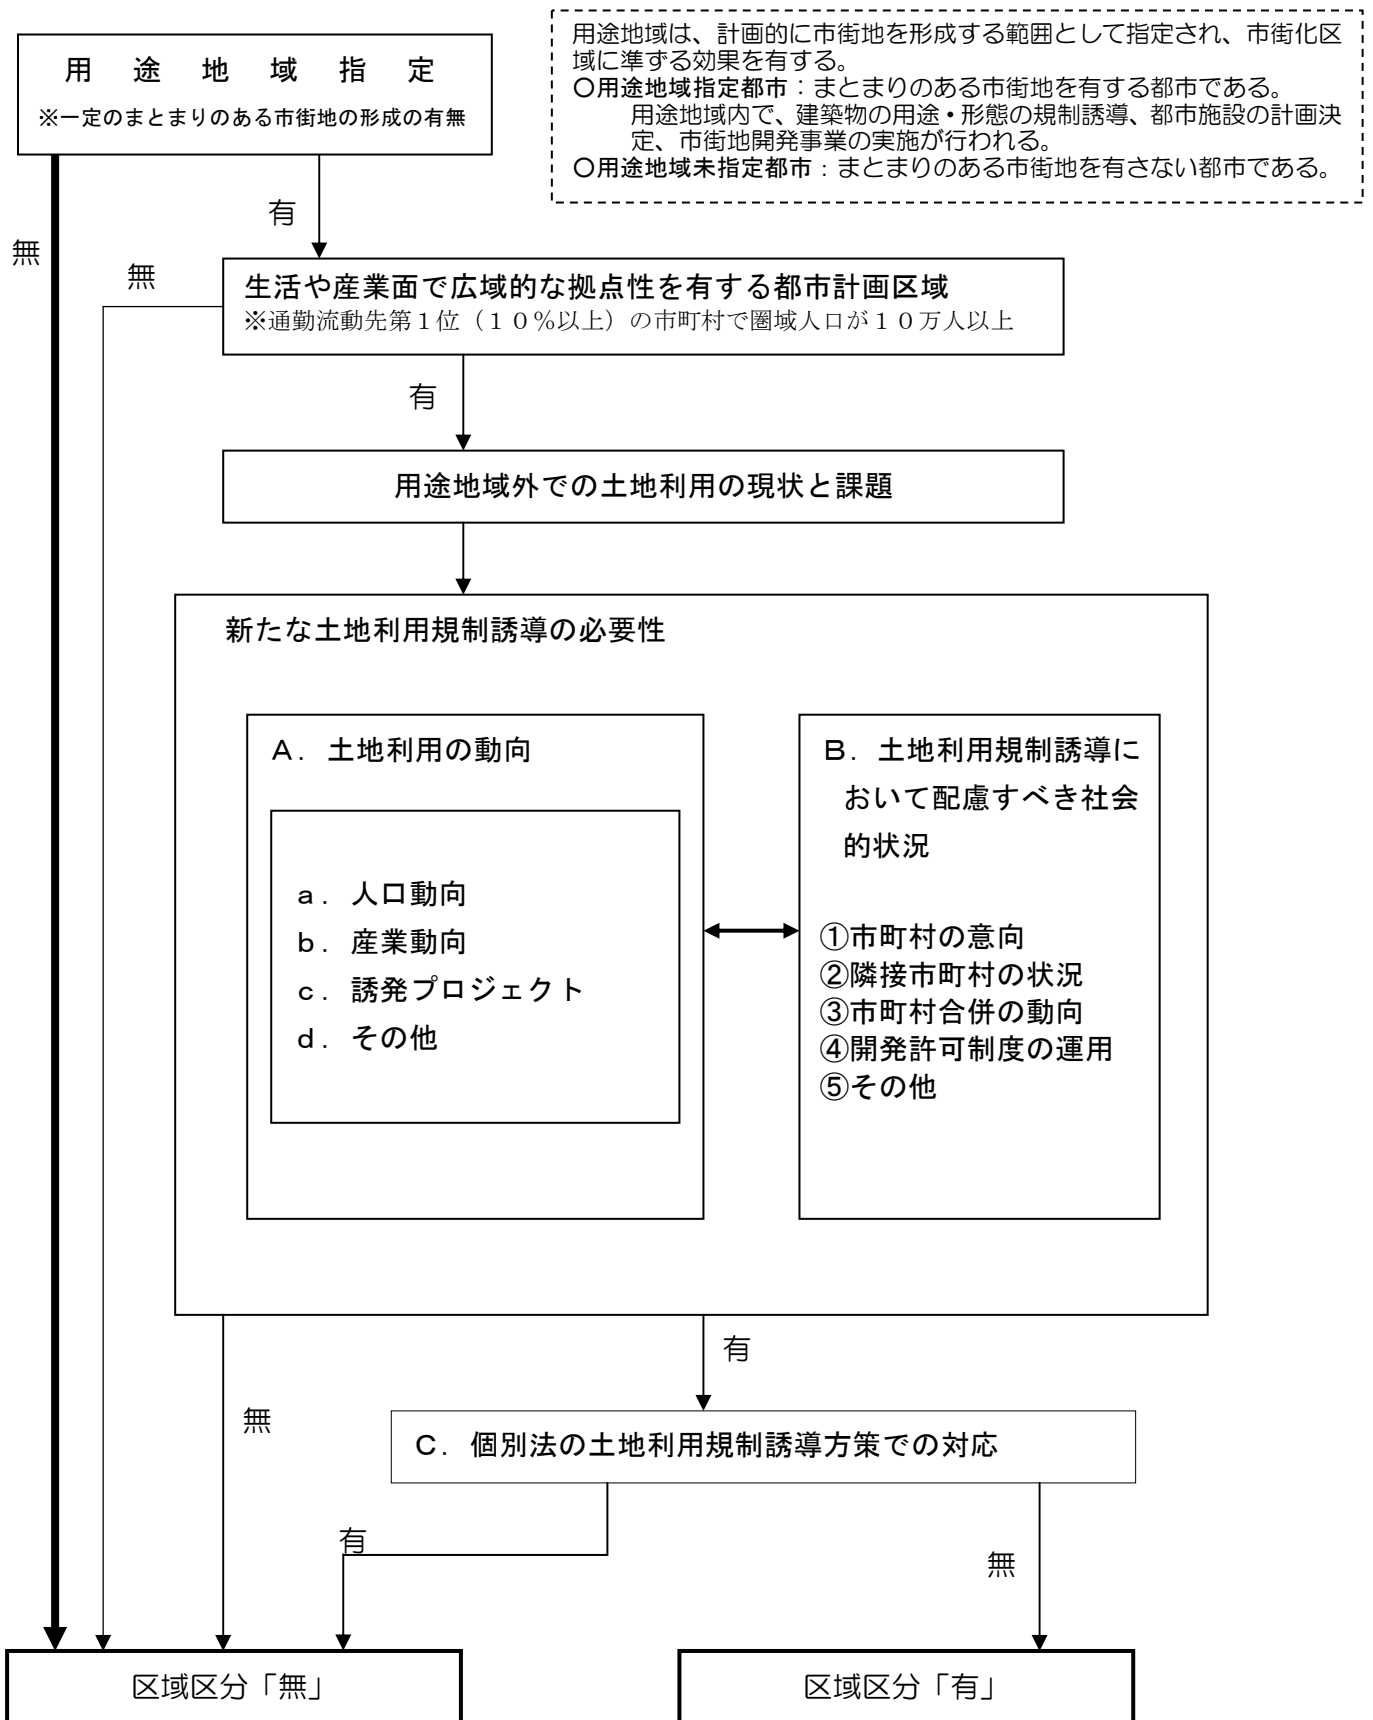 用途地域指定
※一定のまとまりのある市街地の形成の有無
用途地域は、計画的に市街地を形成する範囲として指定され、市街化区
域に準ずる効果を有する。
〇用途地域指定都市：まとまりのある市街地を有する都市である。
用途地域内で、建築物の用途・形態の規制誘導、都市施設の計画決
定、市街地開発事業の実施が行われる。
〇用途地域未指定都市：まとまりのある市街地を有さない都市である。
有
無
無
生活や産業面で広域的な拠点性を有する都市計画区域
※通勤流動先第１位（１０％以上）の市町村で圏域人口が１０万人以上
有
用途地域外での土地利用の現状と課題
新たな土地利用規制誘導の必要性
Ａ．土地利用の動向
ａ．人口動向
ｂ．産業動向
ｃ．誘発プロジェクト
ｄ．その他
Ｂ．土地利用規制誘導に
おいて配慮すべき社会
的状況
①市町村の意向
②隣接市町村の状況
③市町村合併の動向
④開発許可制度の運用
⑤その他
有
無
Ｃ．個別法の土地利用規制誘導方策での対応
有
無
区域区分「無」
区域区分「有」